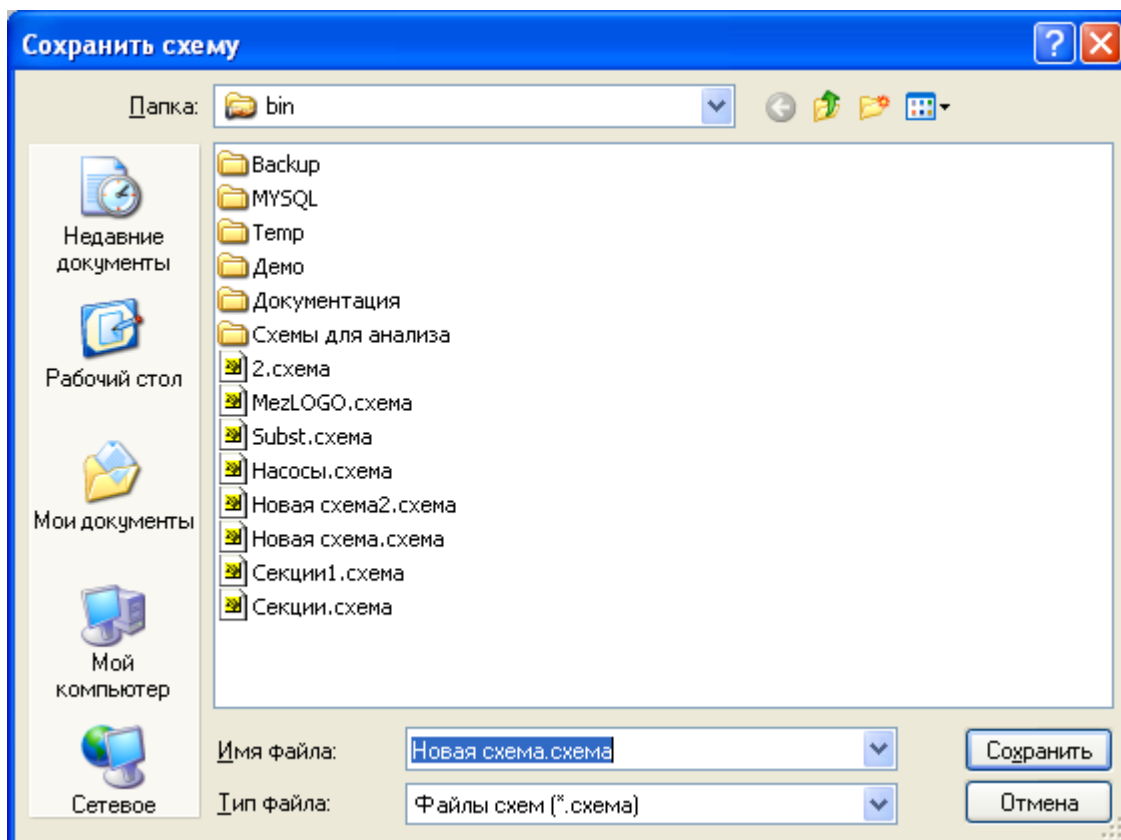 Сохранить схему
Папка:
bin
Недавние
документы
Рабочий стол
Мои документы
Мой
компьютер
Сетевое
Backup
MYSQL
Temp
Демо
Документация
Схемы для анализа
2.схема
MezLOGO.схема
Subst.схема
Насосы.схема
Новая схема2.схема
Новая схема.схема
Секции1.схема
Секции.схема
Имя файла:
Новая схема.схема
Сохранить
Тип файла:
Файлы схем (*.схема)
Отмена